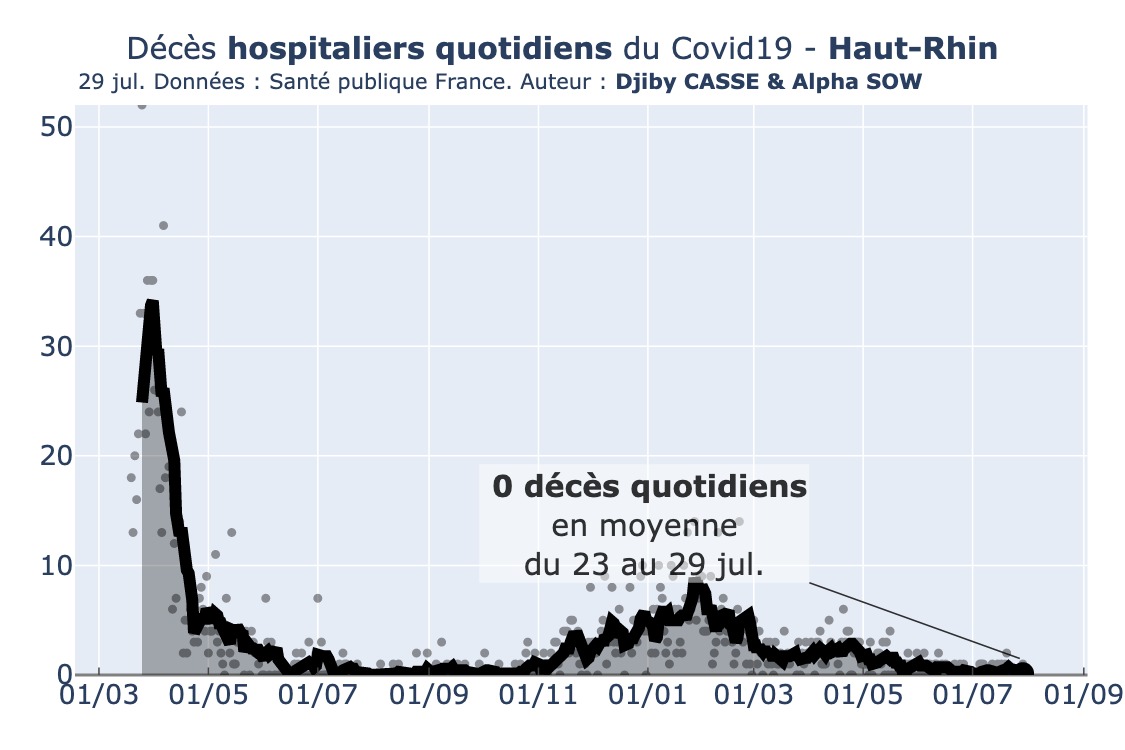 Décès hospitaliers quotidiens du Covid19 - Haut-Rhin
29 jul. Données : Santé publique France. Auteur : Djiby CASSE & Alpha SOW
50
40
30
20
10
0
0 décès quotidiens
en moyenne
du 23 au 29 jul.
01/03 01/05 01/07 01/09 01/11 01/01 01/03 01/05 01/07 01/09